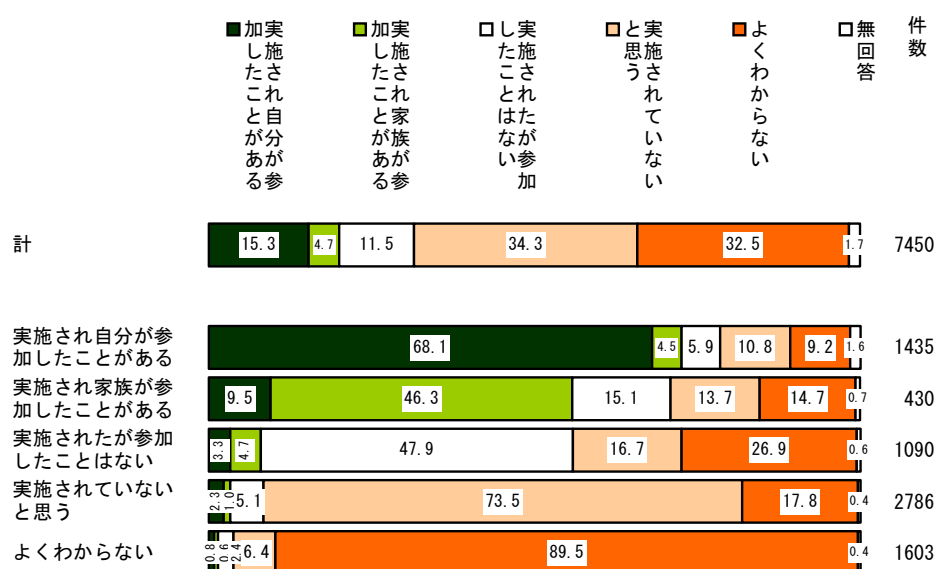 ■実施され自分が参
加したことがある
■実施され家族が参
加したことがある
□実施されたが参加
したことはない
■実施されていない
と思う
■よくわからない
□無回答
件数
計
15.3 4.7 11.5 34.3 32.5 1.7 7450
実施され自分が参
加したことがある
68.1 4.5 5.9 10.8 9.2 1.6 1435
実施され家族が参
加したことがある
9.5 46.3 15.1 13.7 14.7 0.7 430
実施されたが参加
したことはない
3.3 4.7 47.9 16.7 26.9 0.6 1090
実施されていない
と思う
2.3 1.0 5.1 73.5 17.8 0.4 2786
よくわからない
0.8 0.6 2.4 6.4 89.5 0.4 1603